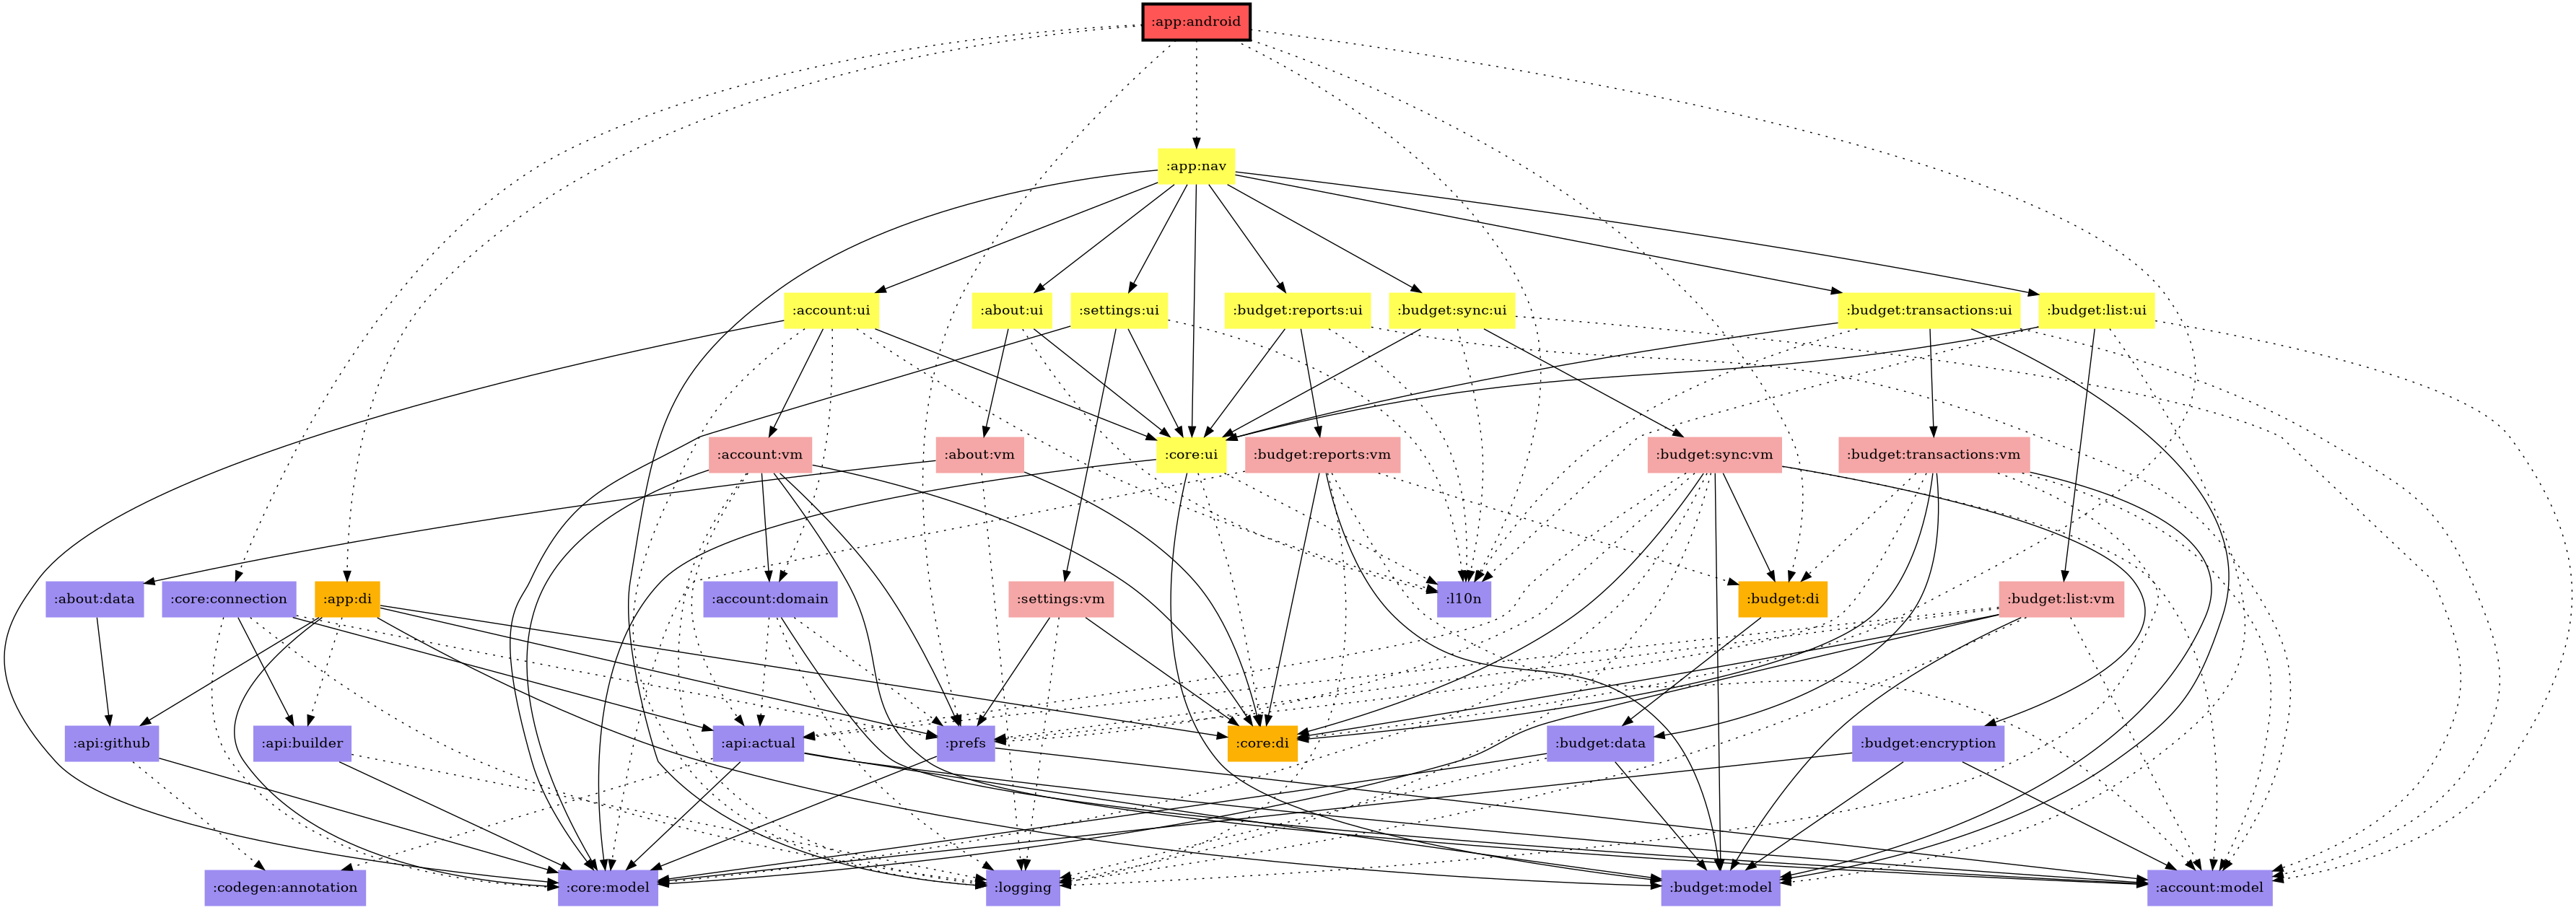 :app:android
:app:nav
:account:ui
:about:ui
:settings:ui
:budget:reports:ui
:budget:sync:ui
:budget:transactions:ui
:budget:list:ui
:account:vm
:about:vm
:core:ui
:budget:reports:vm
:budget:sync:vm
:budget:transactions:vm
:about:data
:core:connection
:app:di
:account:domain
:settings:vm
:l10n
:budget:di
:budget:list:vm
:api:github
:api:builder
:api:actual
:prefs
:core:di
:budget:data
:budget:encryption
:codegen:annotation
:core:model
:logging
:budget:model
:account:model